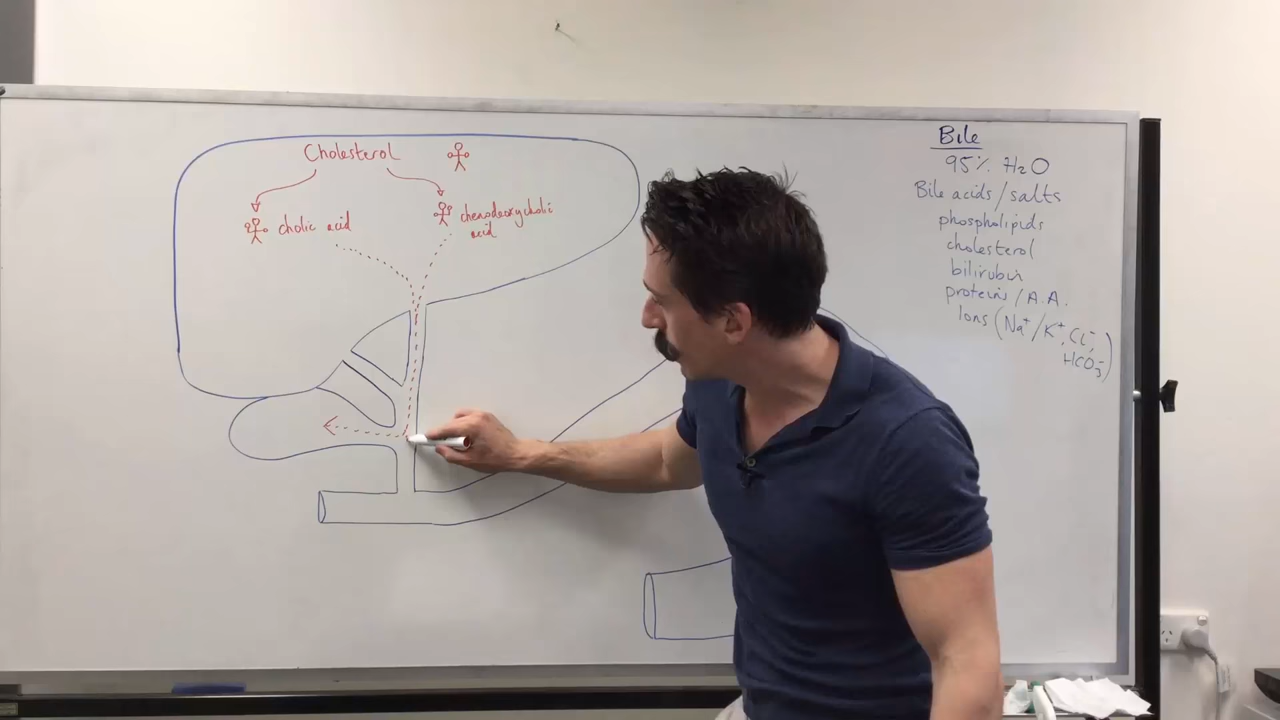 Cholesterol
cholic acid
chenodeoxycholic
acid
Bile
95% H₂O
Bile acids/salts
phospholipids
cholesterol
bilirubin
proteins/A.A.
Ions (Na⁺/K⁺, Cl⁻,
HCO₃⁻)